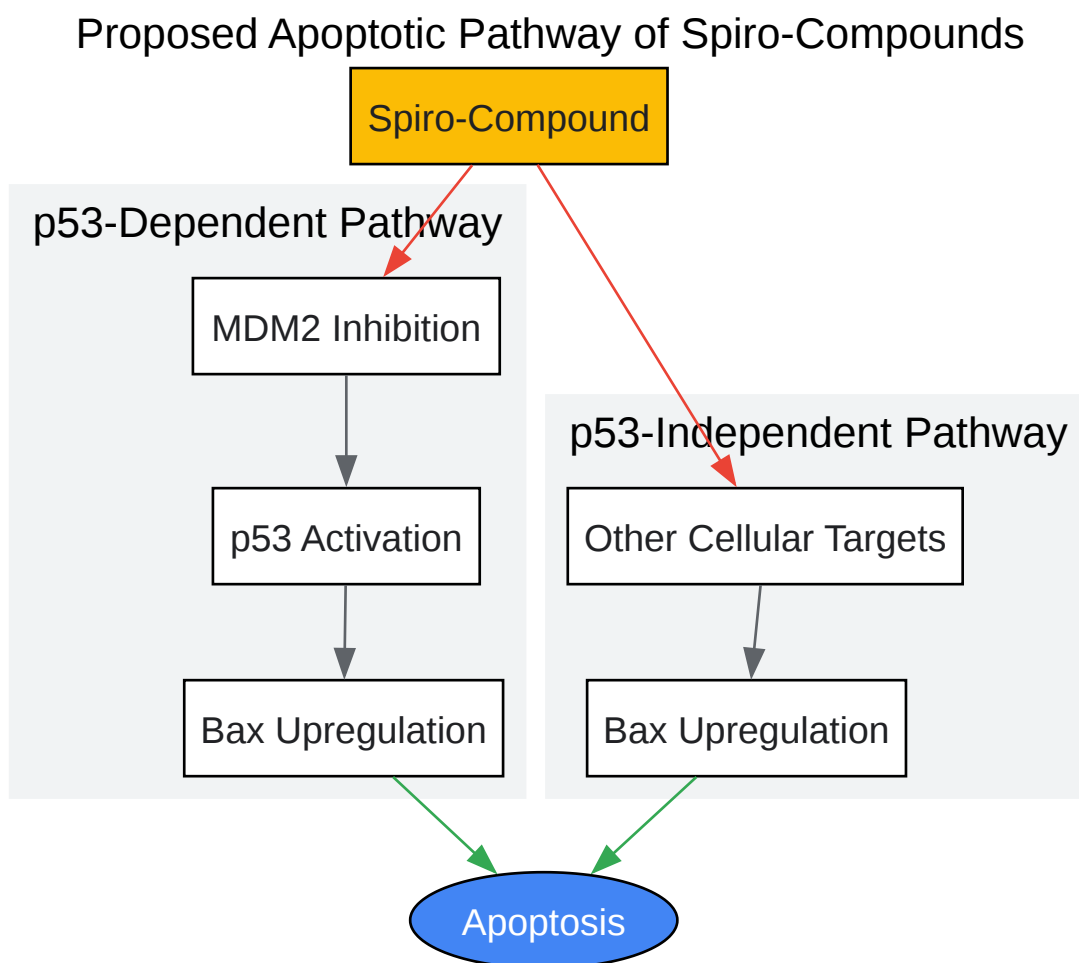 Proposed Apoptotic Pathway of Spiro-Compounds
Spiro-Compound
p53-Dependent Pathway
MDM2 Inhibition
p53 Activation
Bax Upregulation
p53-Independent Pathway
Other Cellular Targets
Bax Upregulation
Apoptosis